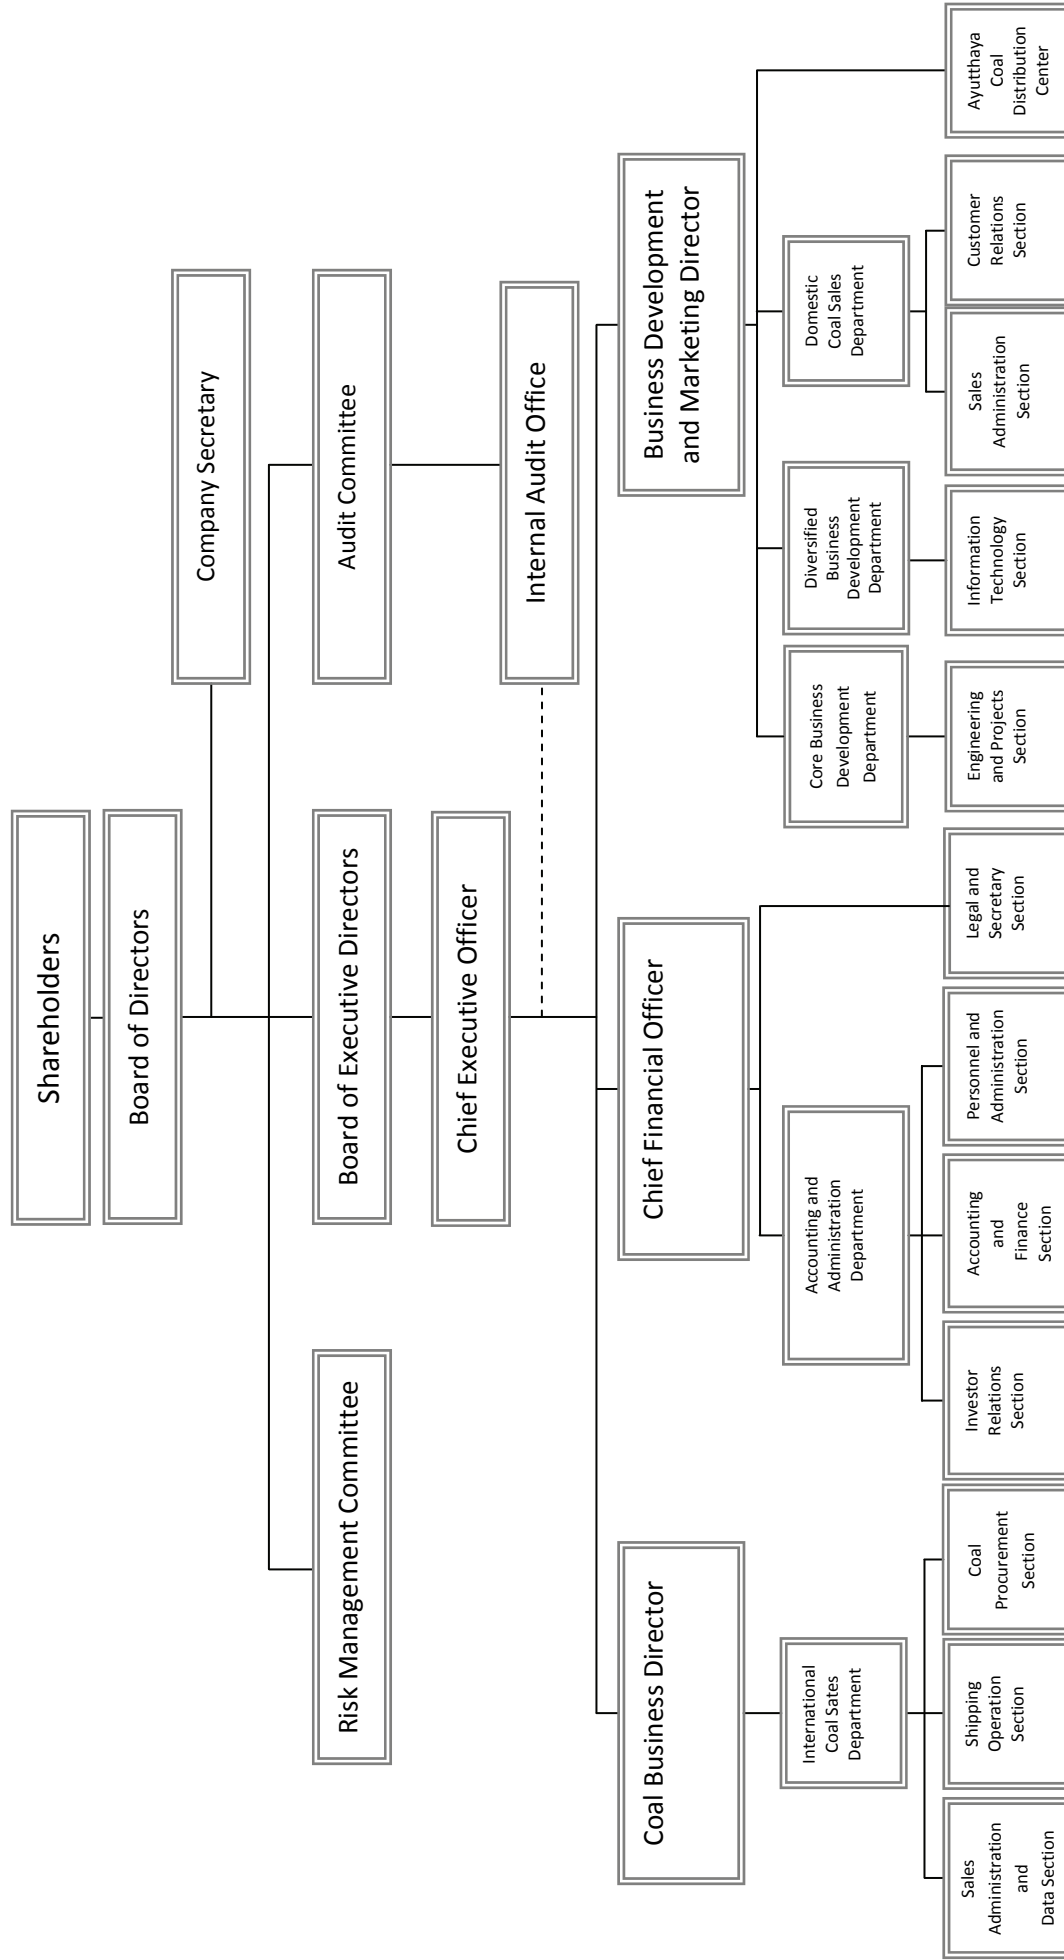 Shareholders
Board of Directors
Company Secretary
Risk Management Committee
Board of Executive Directors
Audit Committee
Chief Executive Officer
Internal Audit Office
Coal Business Director
Chief Financial Officer
Business Development
and Marketing Director
International
Coal Sates
Department
Accounting and
Administration
Department
Core Business
Development
Department
Diversified
Business
Development
Department
Domestic
Coal Sales
Department
Sales
Administration
and
Data Section
Shipping
Operation
Section
Coal
Procurement
Section
Investor
Relations
Section
Accounting
and
Finance
Section
Personnel and
Administration
Section
Legal and
Secretary
Section
Engineering
and Projects
Section
Information
Technology
Section
Sales
Administration
Section
Customer
Relations
Section
Ayutthaya
Coal
Distribution
Center